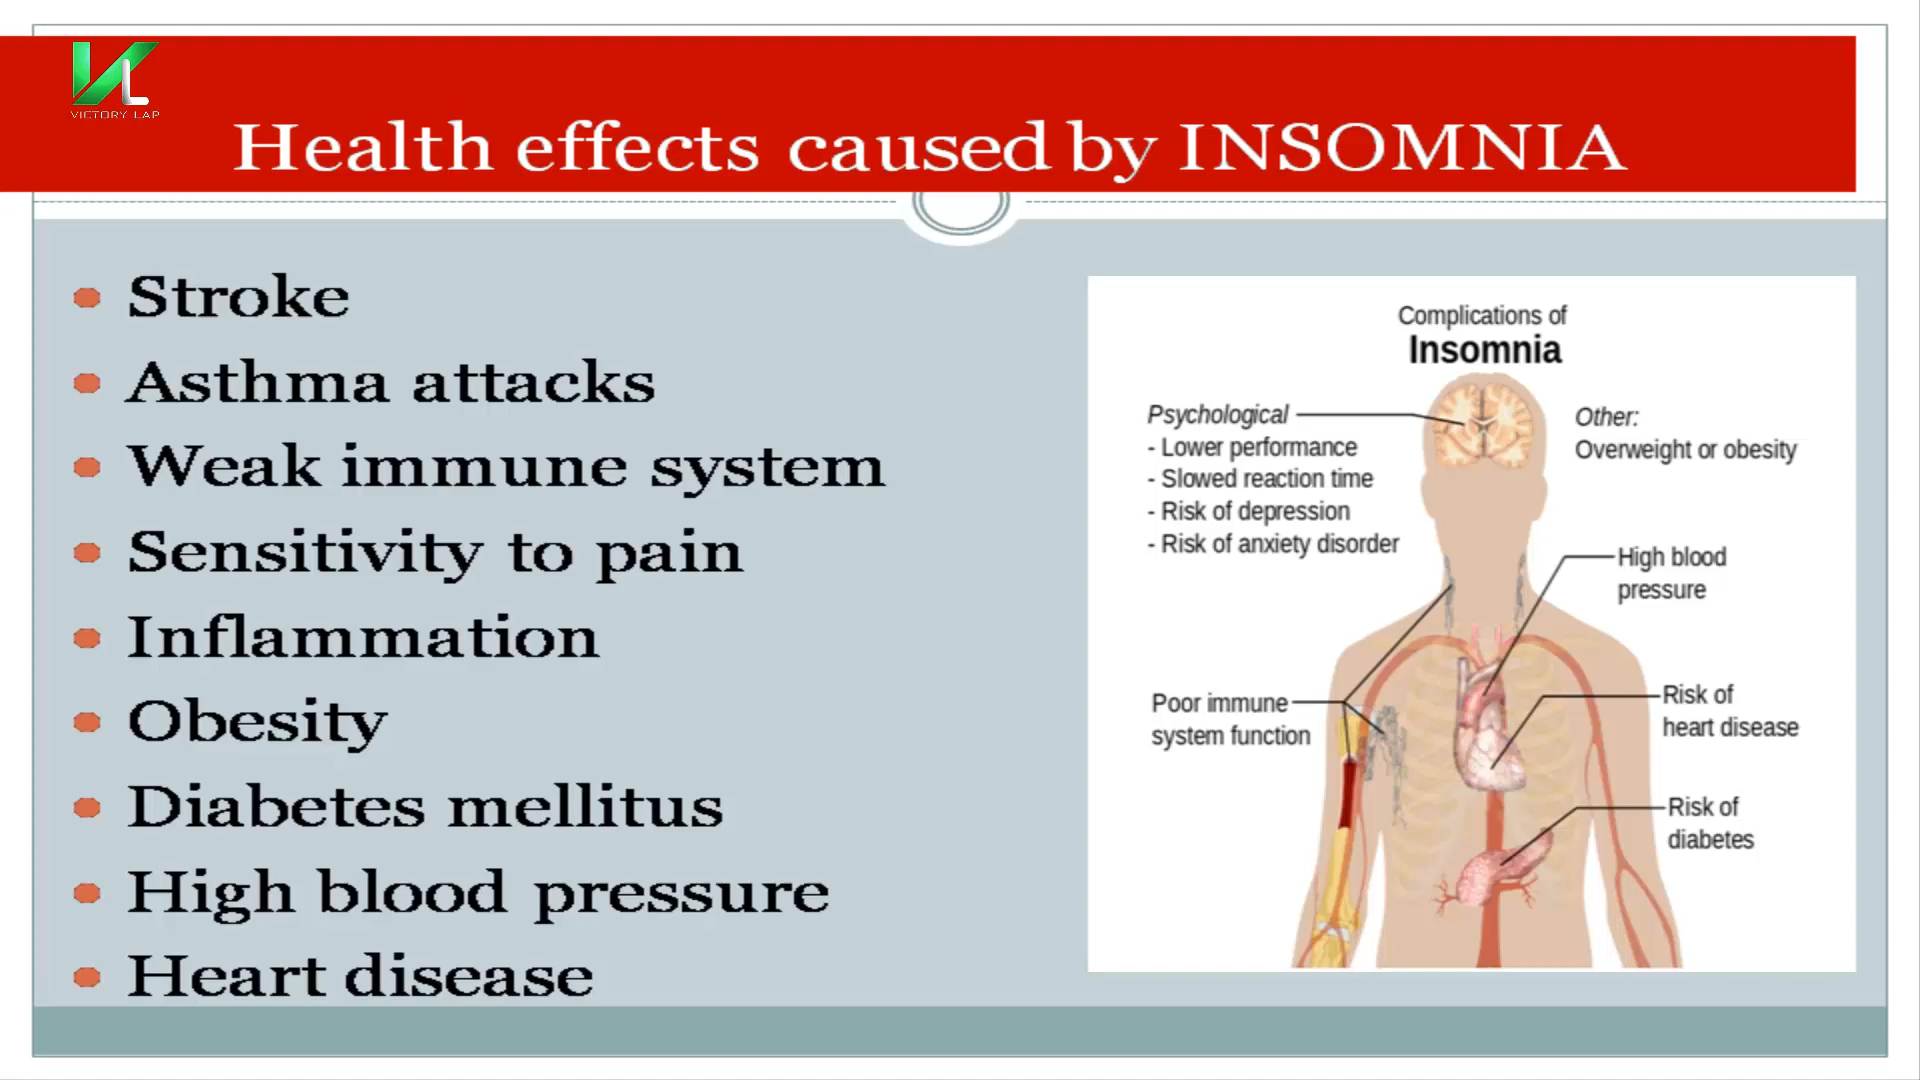 VICTORY LAP
Health effects caused by INSOMNIA
• Stroke
• Asthma attacks
• Weak immune system
• Sensitivity to pain
• Inflammation
• Obesity
• Diabetes mellitus
• High blood pressure
• Heart disease
Complications of
Insomnia
Psychological
- Lower performance
- Slowed reaction time
- Risk of depression
- Risk of anxiety disorder
Other:
Overweight or obesity
High blood
pressure
Poor immune
system function
Risk of
heart disease
Risk of
diabetes